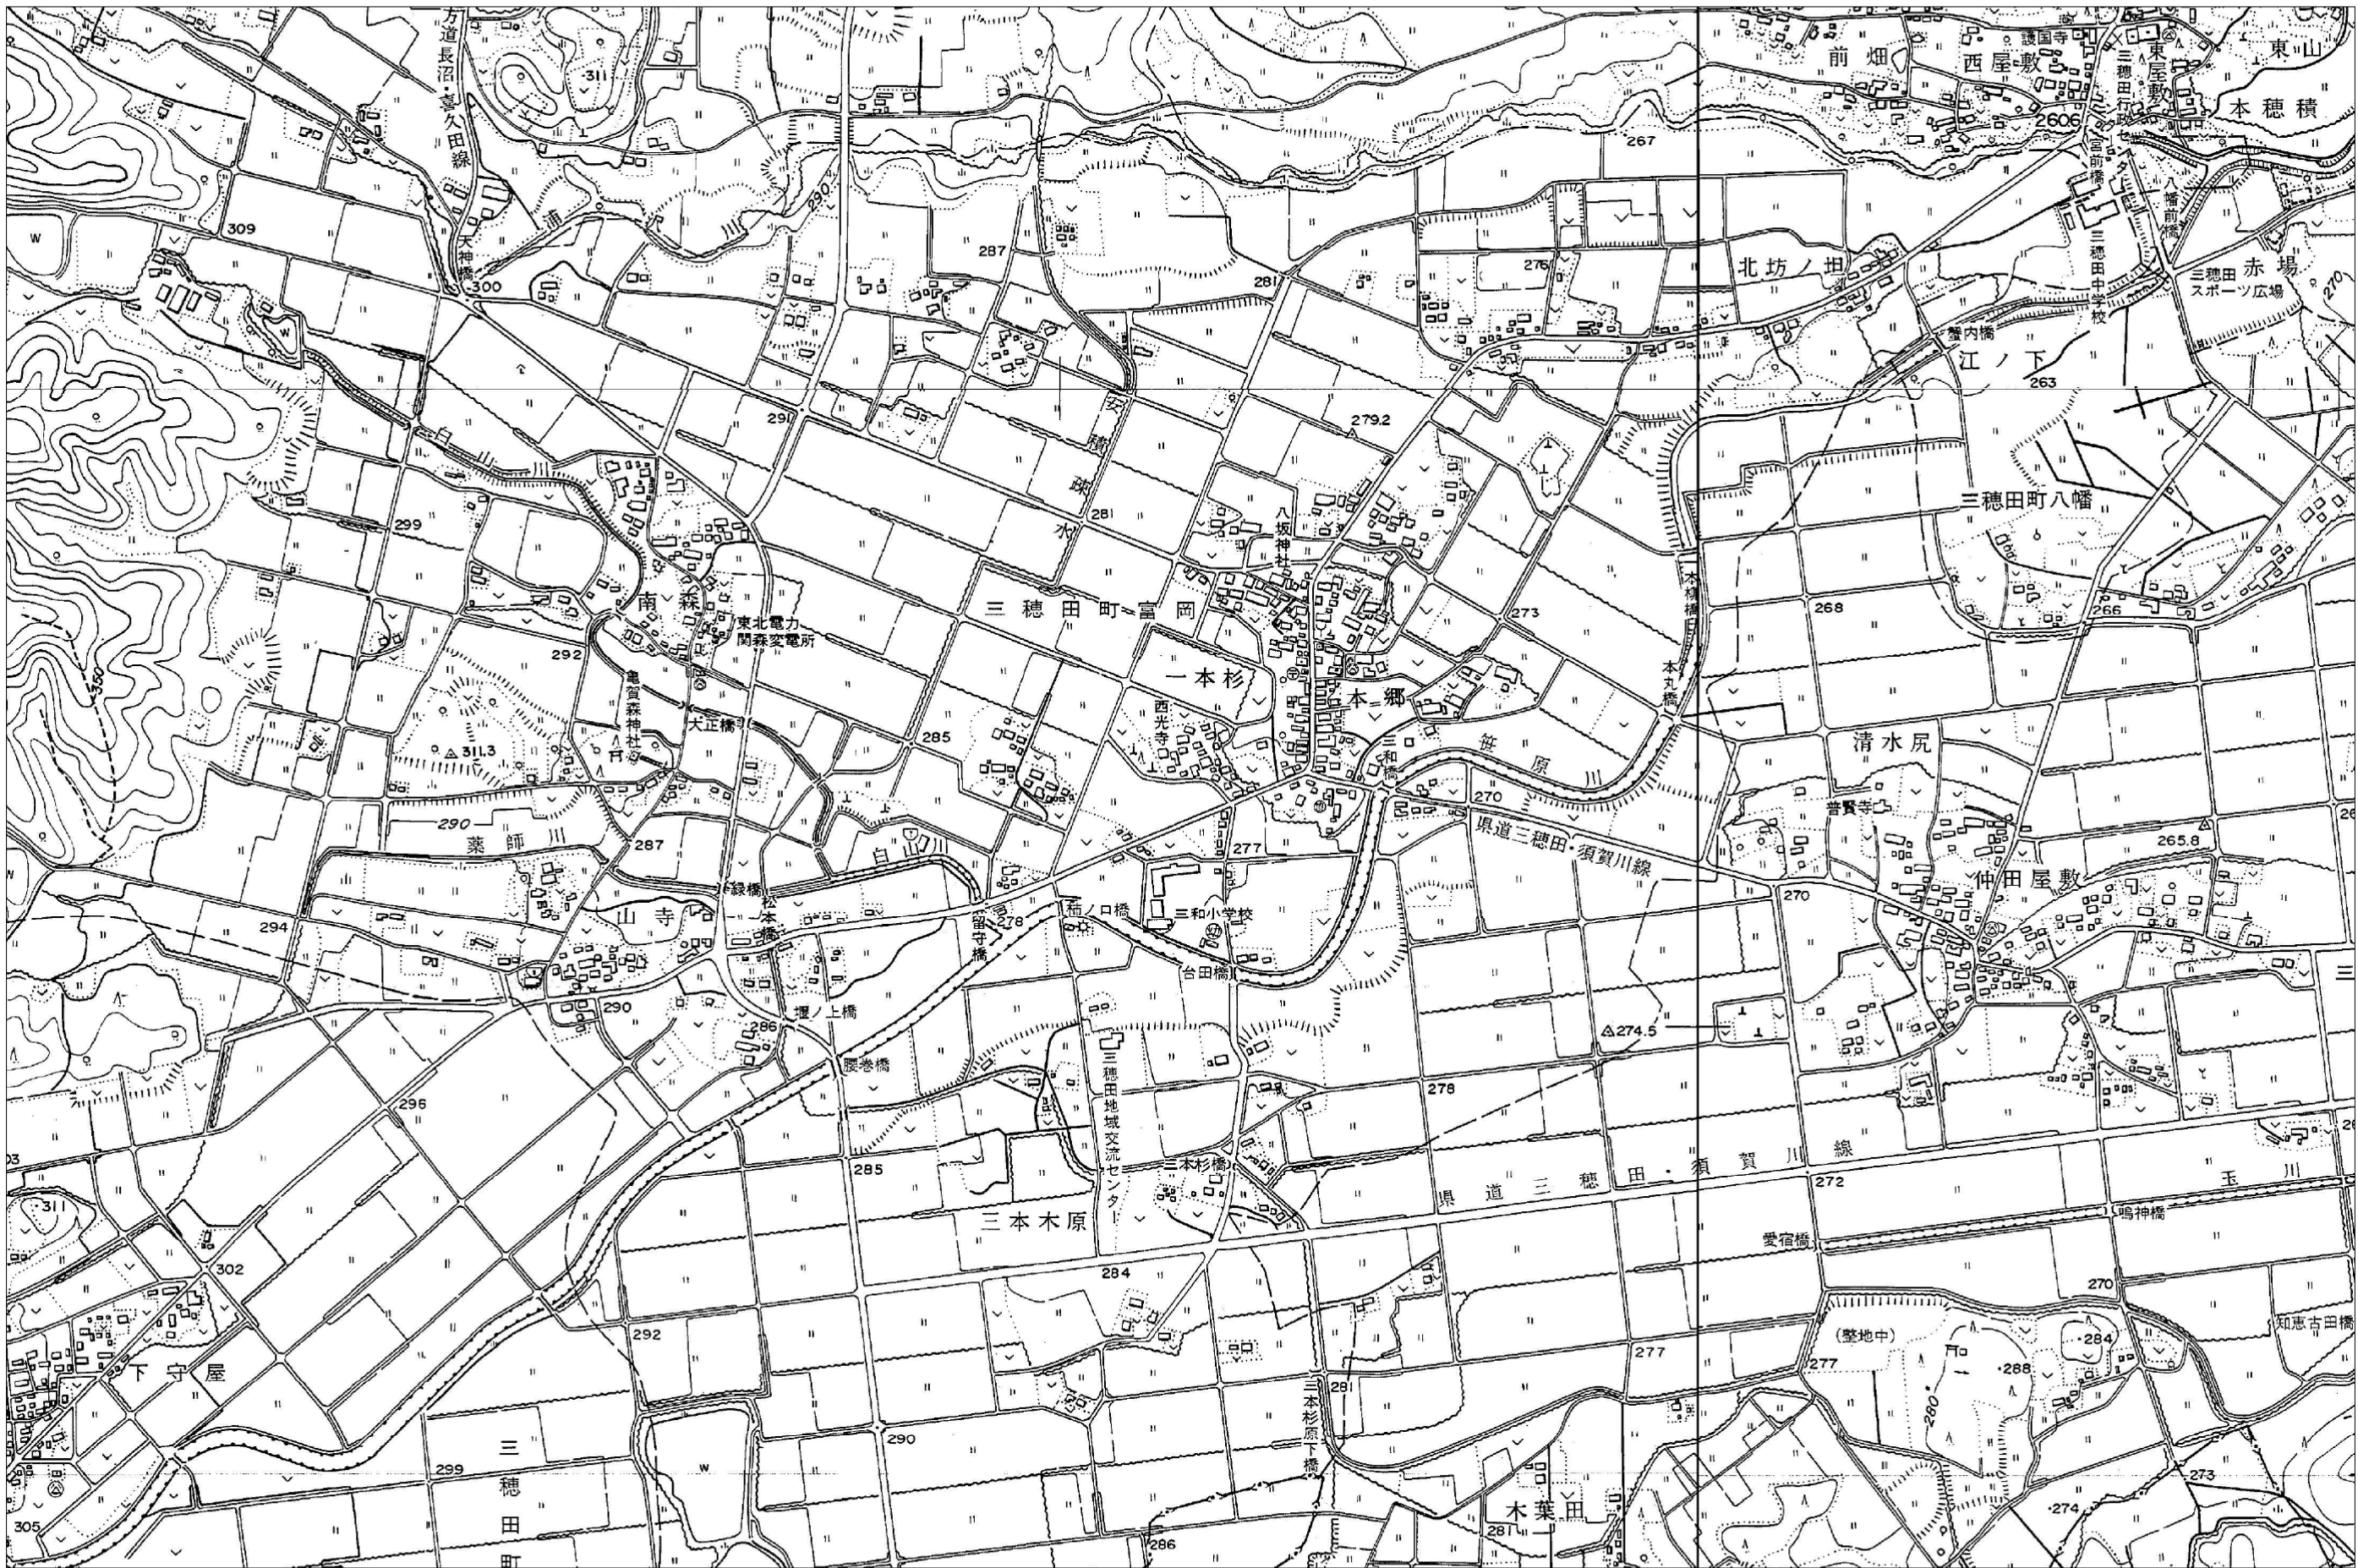 地方道長沼・喜久田線
311
前畑
護国寺
西屋敷
東屋敷
東山
三穂田行政センター
本穂積
260.6
宮前橋
八幡前橋
267
290
309
天神橋
300
287
281
276
北坊ノ坦
三穂田中学校
三穂田
スポーツ広場
赤場
270
蟹内橋
江ノ下
263
291
279.2
安積疎水
白山川
299
281
八坂神社
三穂田町八幡
南森
東北電力
関森変電所
三穂田町富岡
273
268
266
292
350
亀賀森神社
大正橋
一本杉
西光寺
本郷
三和橋
笹原川
本丸橋
清水尻
311.3
285
270
普賢寺
265.8
290
薬師川
287
白山川
277
県道三穂田・須賀川線
仲田屋敷
270
緑橋
松本橋
山寺
294
留守橋
278
柿ノ口橋
三和小学校
台田橋
290
286
堰ノ上橋
274.5
腰巻橋
三穂田地域交流センター
278
296
303
285
三本杉橋
県道三穂田・須賀川線
272
玉川
鳴神橋
311
三本木原
愛宿橋
302
284
270
292
(整地中)
284
知恵古田橋
277
277
288
280
下守屋
281
三本杉原下橋
290
299
三穂田町
273
274
305
木葉田
281
286